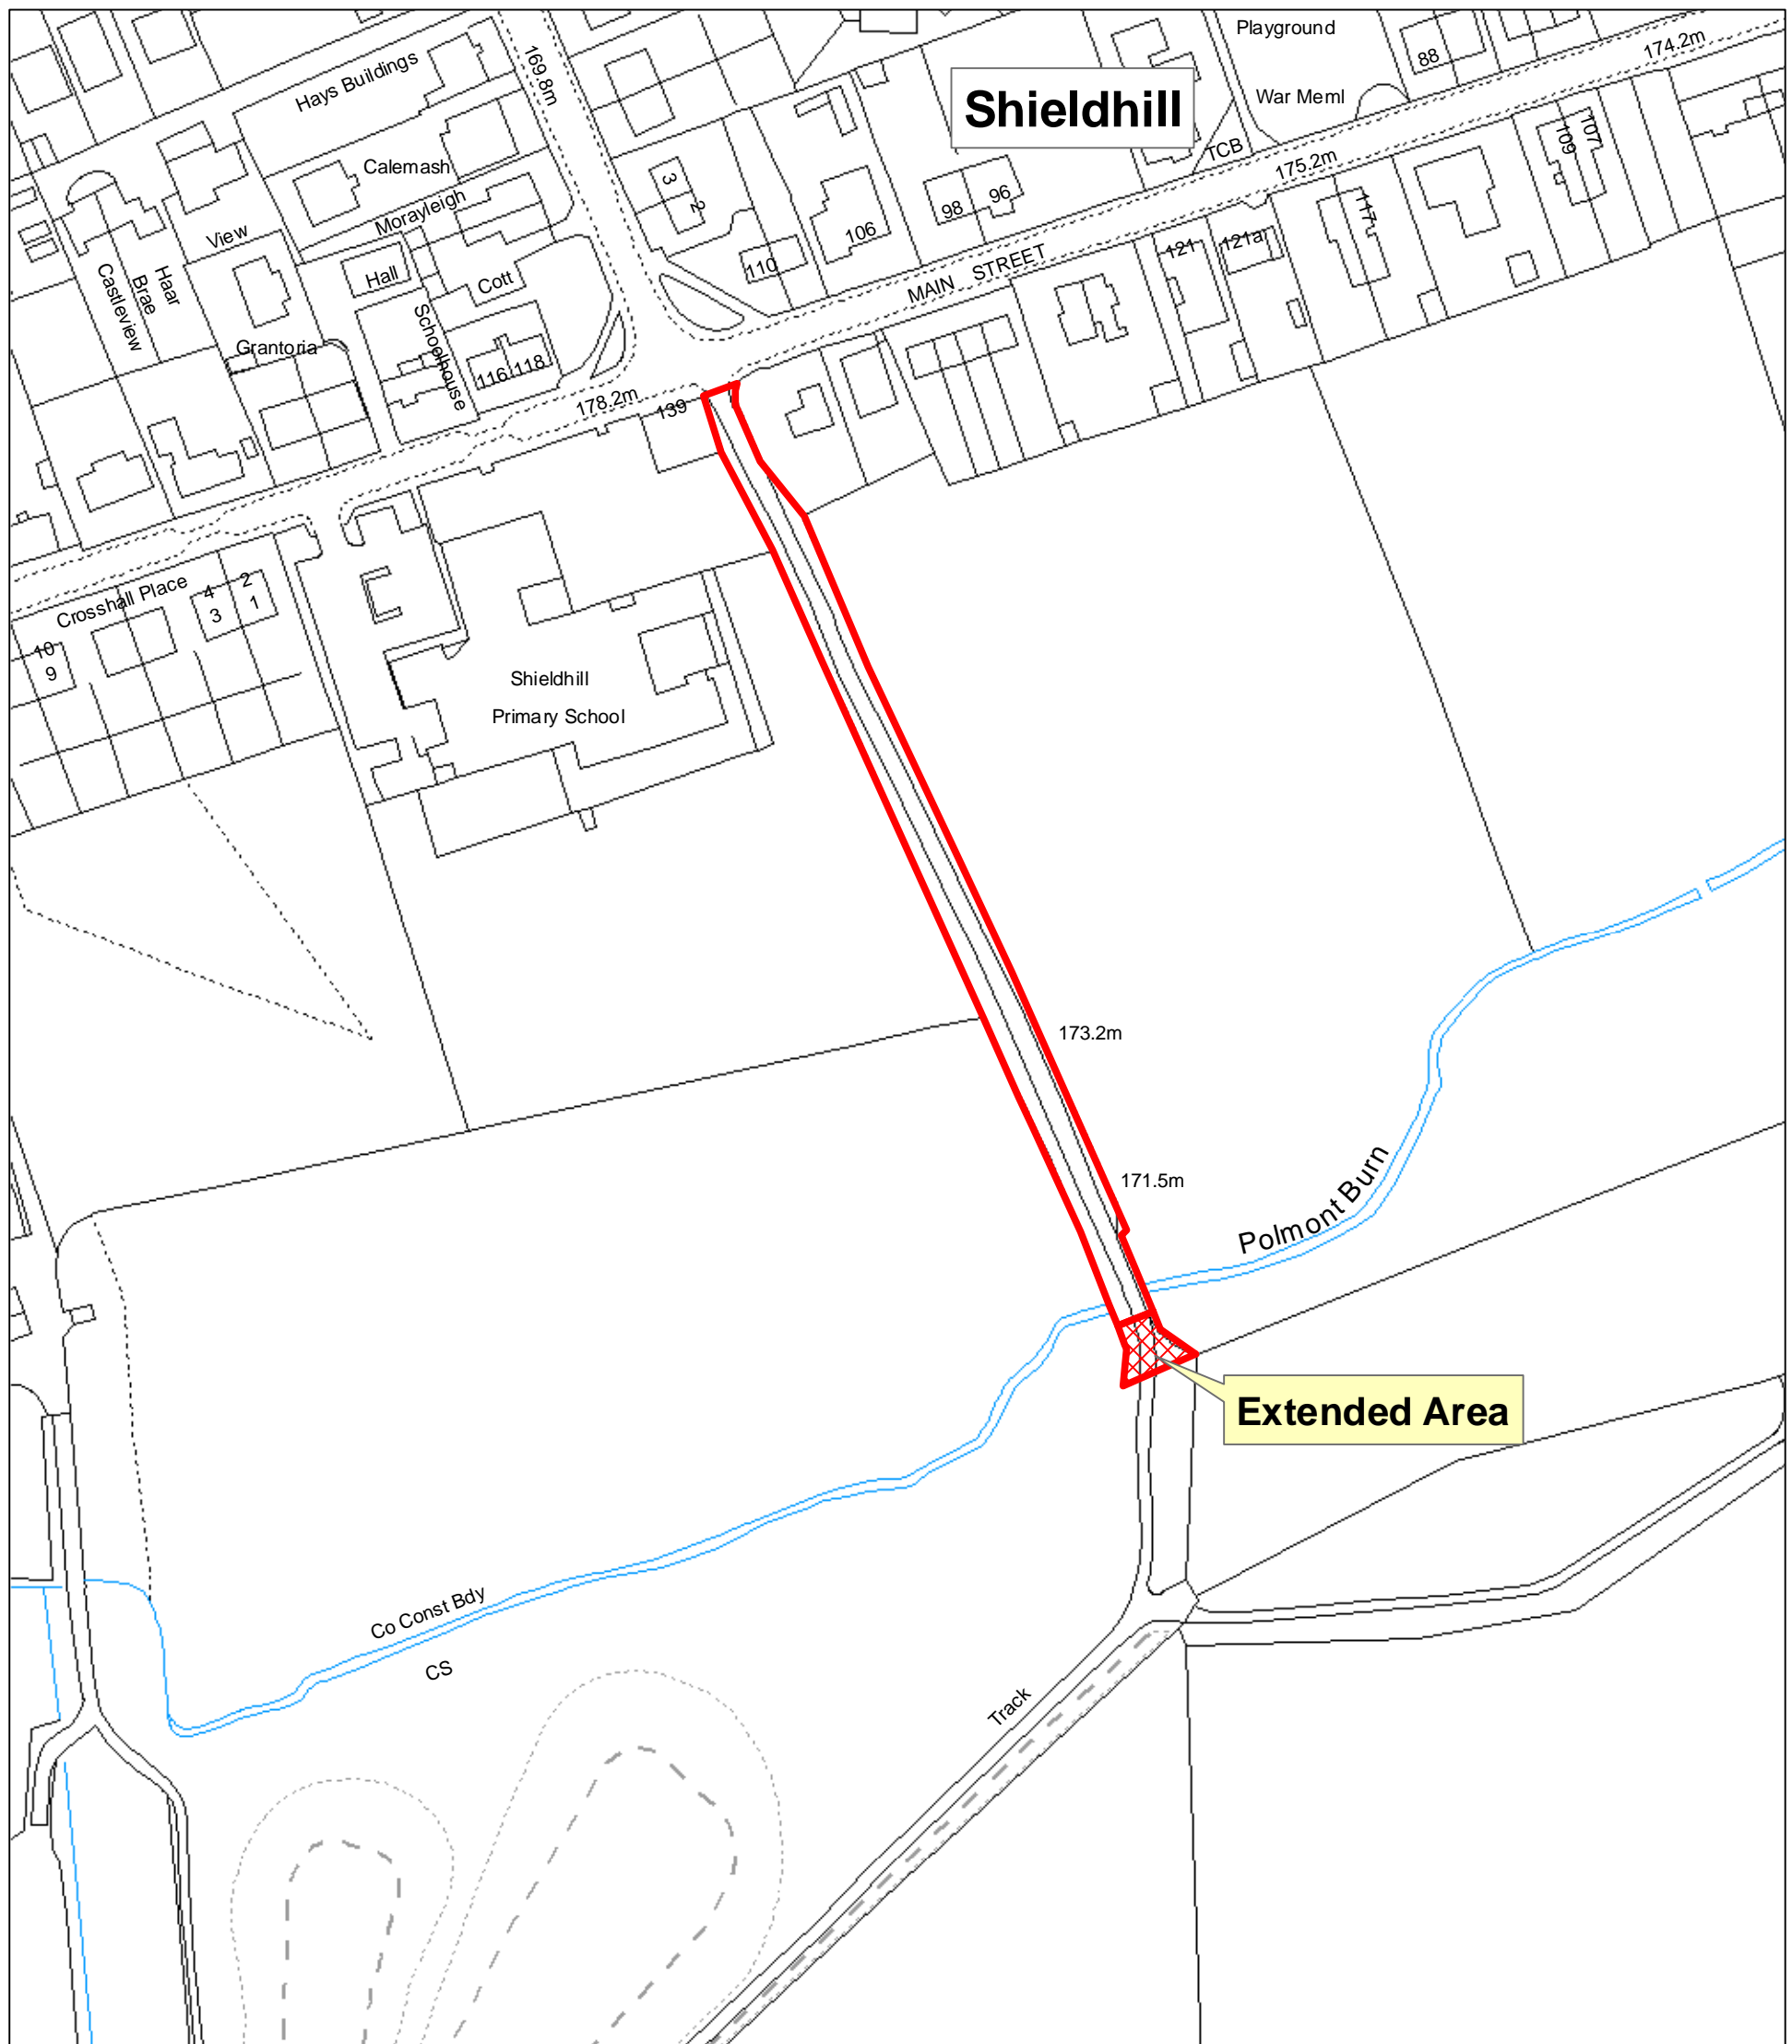 Playground
88
174.2m
169.8m
Hays Buildings
Shieldhill
War Meml
TCB
175.2m
109
107
Calemash
Morayleigh
3
2
98
96
106
117
View
Hall
Cott
110
MAIN STREET
121
121a
Castleview
Brae
Haar
Grantoria
Schoolhouse
116
118
178.2m
139
Crosshall Place
4
2
3
1
10
9
Shieldhill
Primary School
173.2m
171.5m
Polmont Burn
Extended Area
Co Const Bdy
CS
Track